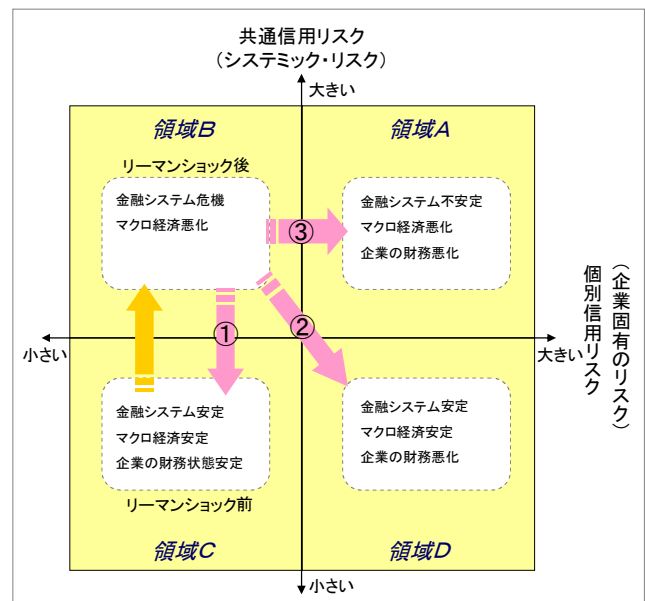 共通信用リスク
（システミック・リスク）
大きい
領域B
領域A
リーマンショック後
金融システム危機
マクロ経済悪化
金融システム不安定
マクロ経済悪化
企業の財務悪化
③
①
②
小さい
大きい
（企業固有のリスク）
個別信用リスク
金融システム安定
マクロ経済安定
企業の財務状態安定
金融システム安定
マクロ経済安定
企業の財務悪化
リーマンショック前
領域C
領域D
小さい